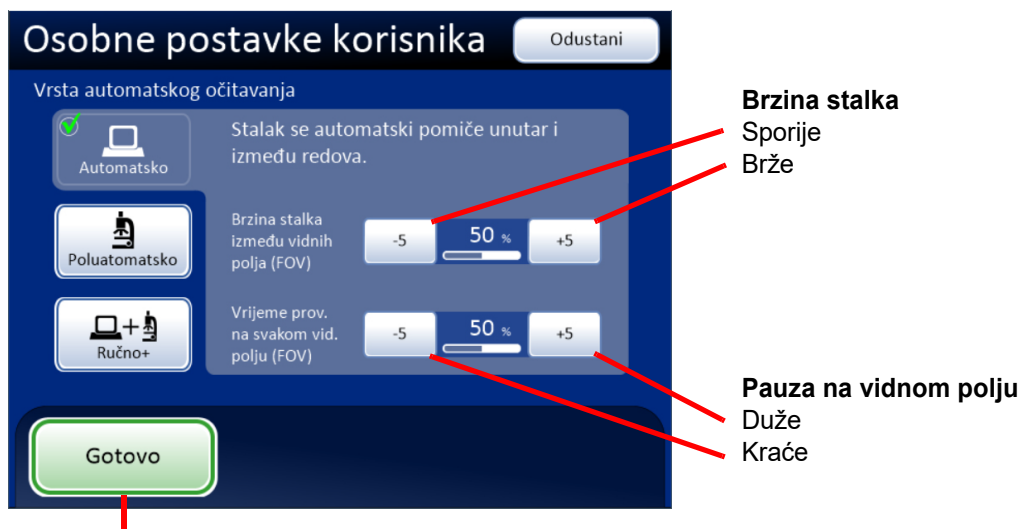 Osobne postavke korisnika
Odustani
Vrsta automatskog očitavanja
Automatsko
Stalak se automatski pomiče unutar i
između redova.
Poluatomatsko
Brzina stalka
između vidnih
polja (FOV)
-5
50 %
+5
Ručno+
Vrijeme prov.
na svakom vid.
polju (FOV)
-5
50 %
+5
Gotovo
Brzina stalka
Sporije
Brže
Pauza na vidnom polju
Duže
Kraće